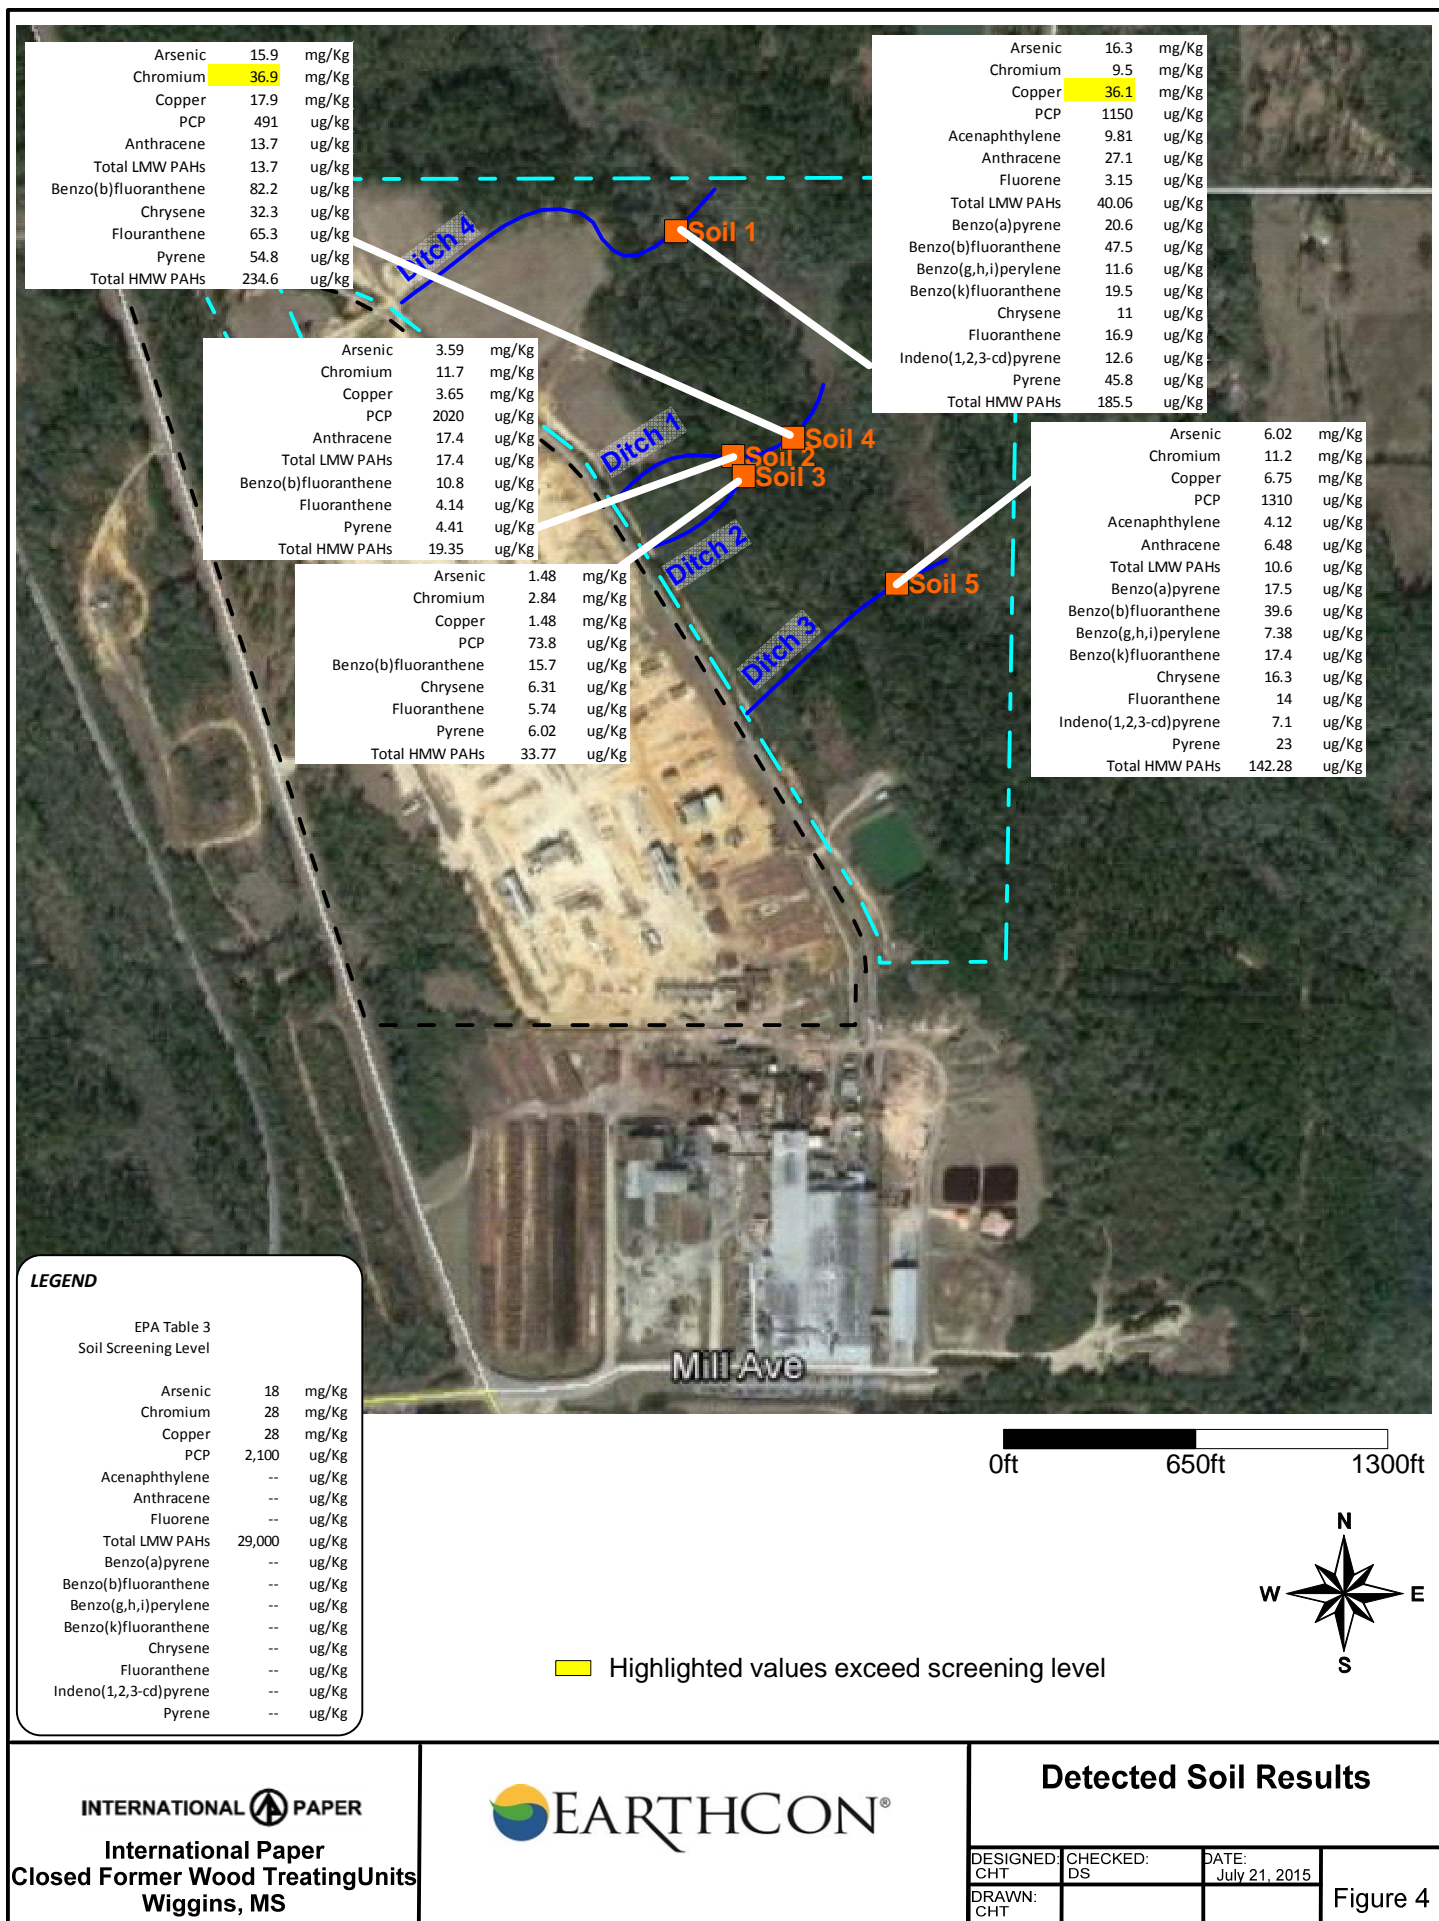 Arsenic 15.9 mg/Kg
Chromium 36.9 mg/Kg
Copper 17.9 mg/Kg
PCP 491 ug/kg
Anthracene 13.7 ug/kg
Total LMW PAHs 13.7 ug/kg
Benzo(b)fluoranthene 82.2 ug/kg
Chrysene 32.3 ug/kg
Flouranthene 65.3 ug/kg
Pyrene 54.8 ug/kg
Total HMW PAHs 234.6 ug/kg
Arsenic 16.3 mg/Kg
Chromium 9.5 mg/Kg
Copper 36.1 mg/Kg
PCP 1150 ug/Kg
Acenaphthylene 9.81 ug/Kg
Anthracene 27.1 ug/Kg
Fluorene 3.15 ug/Kg
Total LMW PAHs 40.06 ug/Kg
Benzo(a)pyrene 20.6 ug/Kg
Benzo(b)fluoranthene 47.5 ug/Kg
Benzo(g,h,i)perylene 11.6 ug/Kg
Benzo(k)fluoranthene 19.5 ug/Kg
Chrysene 11 ug/Kg
Fluoranthene 16.9 ug/Kg
Indeno(1,2,3-cd)pyrene 12.6 ug/Kg
Pyrene 45.8 ug/Kg
Total HMW PAHs 185.5 ug/Kg
Ditch 4
Soil 1
Arsenic 3.59 mg/Kg
Chromium 11.7 mg/Kg
Copper 3.65 mg/Kg
PCP 2020 ug/Kg
Anthracene 17.4 ug/Kg
Total LMW PAHs 17.4 ug/Kg
Benzo(b)fluoranthene 10.8 ug/Kg
Fluoranthene 4.14 ug/Kg
Pyrene 4.41 ug/Kg
Total HMW PAHs 19.35 ug/Kg
Ditch 1
Soil 4
Soil 2
Soil 3
Ditch 2
Arsenic 6.02 mg/Kg
Chromium 11.2 mg/Kg
Copper 6.75 mg/Kg
PCP 1310 ug/Kg
Acenaphthylene 4.12 ug/Kg
Anthracene 6.48 ug/Kg
Total LMW PAHs 10.6 ug/Kg
Benzo(a)pyrene 17.5 ug/Kg
Benzo(b)fluoranthene 39.6 ug/Kg
Benzo(g,h,i)perylene 7.38 ug/Kg
Benzo(k)fluoranthene 17.4 ug/Kg
Chrysene 16.3 ug/Kg
Fluoranthene 14 ug/Kg
Indeno(1,2,3-cd)pyrene 7.1 ug/Kg
Pyrene 23 ug/Kg
Total HMW PAHs 142.28 ug/Kg
Arsenic 1.48 mg/Kg
Chromium 2.84 mg/Kg
Copper 1.48 mg/Kg
PCP 73.8 ug/Kg
Benzo(b)fluoranthene 15.7 ug/Kg
Chrysene 6.31 ug/Kg
Fluoranthene 5.74 ug/Kg
Pyrene 6.02 ug/Kg
Total HMW PAHs 33.77 ug/Kg
Soil 5
Ditch 3
Mill Ave
LEGEND
EPA Table 3
Soil Screening Level
Arsenic 18 mg/Kg
Chromium 28 mg/Kg
Copper 28 mg/Kg
PCP 2,100 ug/Kg
Acenaphthylene -- ug/Kg
Anthracene -- ug/Kg
Fluorene -- ug/Kg
Total LMW PAHs 29,000 ug/Kg
Benzo(a)pyrene -- ug/Kg
Benzo(b)fluoranthene -- ug/Kg
Benzo(g,h,i)perylene -- ug/Kg
Benzo(k)fluoranthene -- ug/Kg
Chrysene -- ug/Kg
Fluoranthene -- ug/Kg
Indeno(1,2,3-cd)pyrene -- ug/Kg
Pyrene -- ug/Kg
0ft 650ft 1300ft
N
W E
S
Highlighted values exceed screening level
INTERNATIONAL PAPER
International Paper
Closed Former Wood TreatingUnits
Wiggins, MS
EARTHCON®
Detected Soil Results
DESIGNED: CHT
CHECKED: DS
DATE: July 21, 2015
DRAWN: CHT
Figure 4